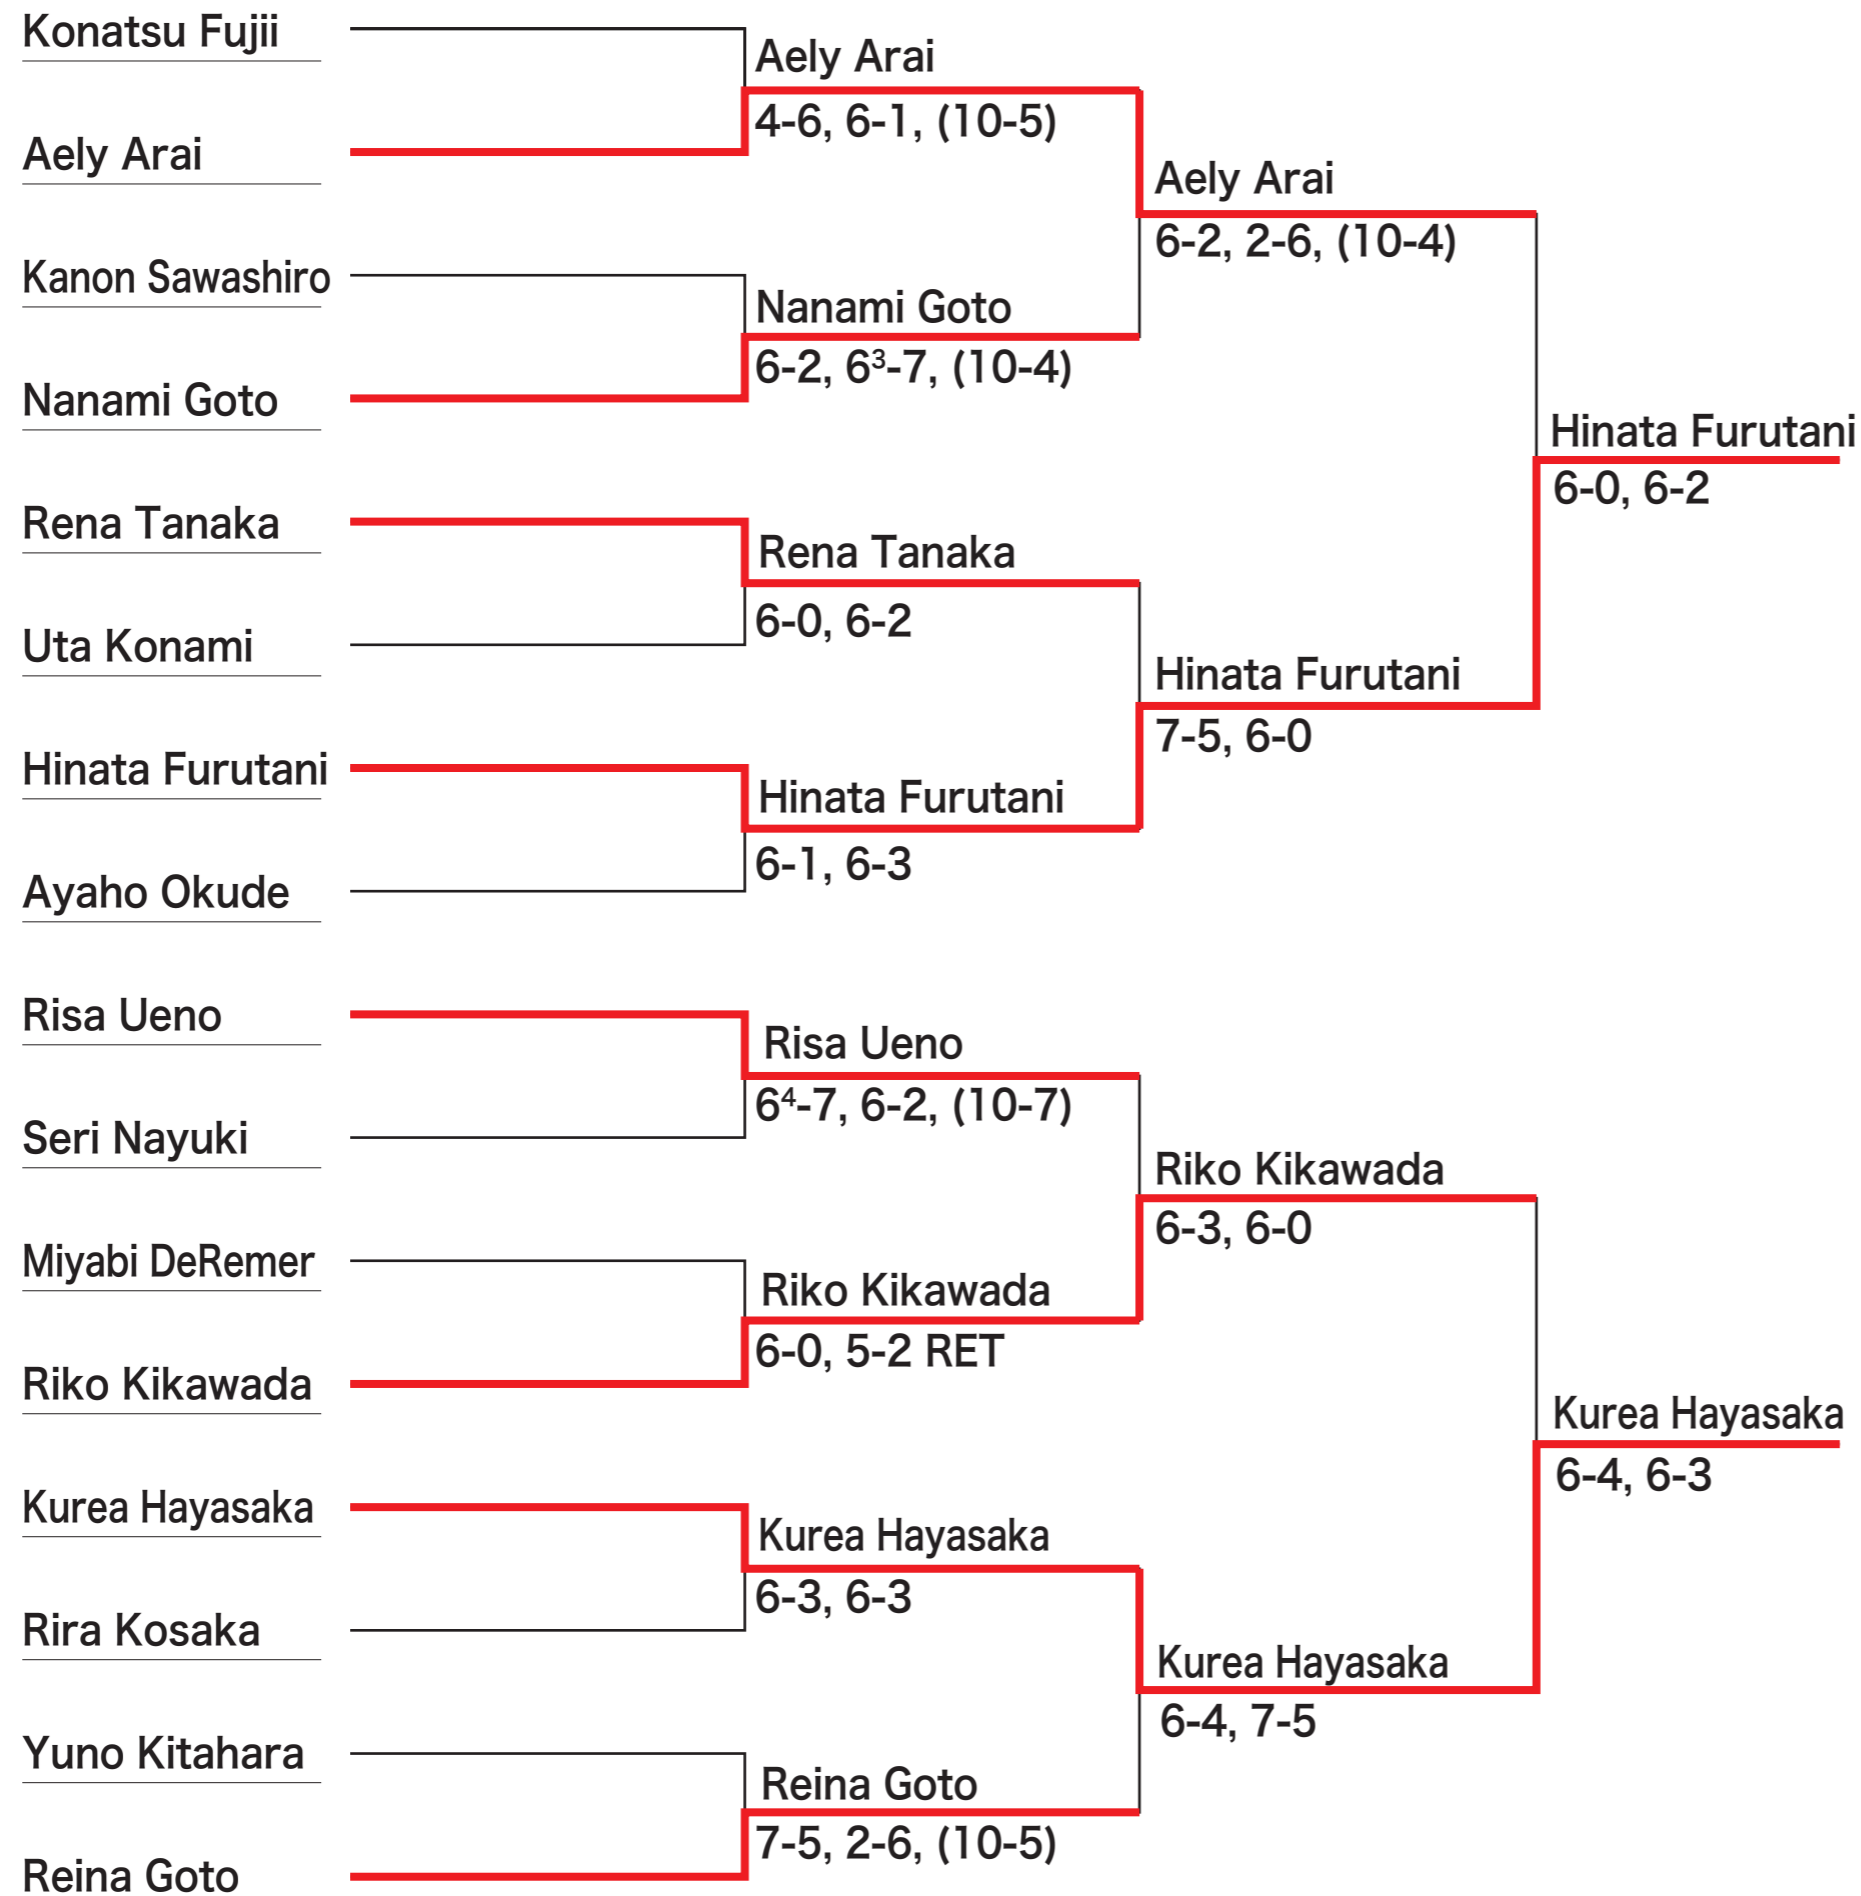 Konatsu Fujii
Aely Arai
Kanon Sawashiro
Nanami Goto
Rena Tanaka
Uta Konami
Hinata Furutani
Ayaho Okude
Risa Ueno
Seri Nayuki
Miyabi DeRemer
Riko Kikawada
Kurea Hayasaka
Rira Kosaka
Yuno Kitahara
Reina Goto
Aely Arai
4-6, 6-1, (10-5)
Nanami Goto
6-2, 6³-7, (10-4)
Rena Tanaka
6-0, 6-2
Hinata Furutani
6-1, 6-3
Risa Ueno
6⁴-7, 6-2, (10-7)
Riko Kikawada
6-0, 5-2 RET
Kurea Hayasaka
6-3, 6-3
Reina Goto
7-5, 2-6, (10-5)
Aely Arai
6-2, 2-6, (10-4)
Hinata Furutani
7-5, 6-0
Riko Kikawada
6-3, 6-0
Kurea Hayasaka
6-4, 7-5
Hinata Furutani
6-0, 6-2
Kurea Hayasaka
6-4, 6-3